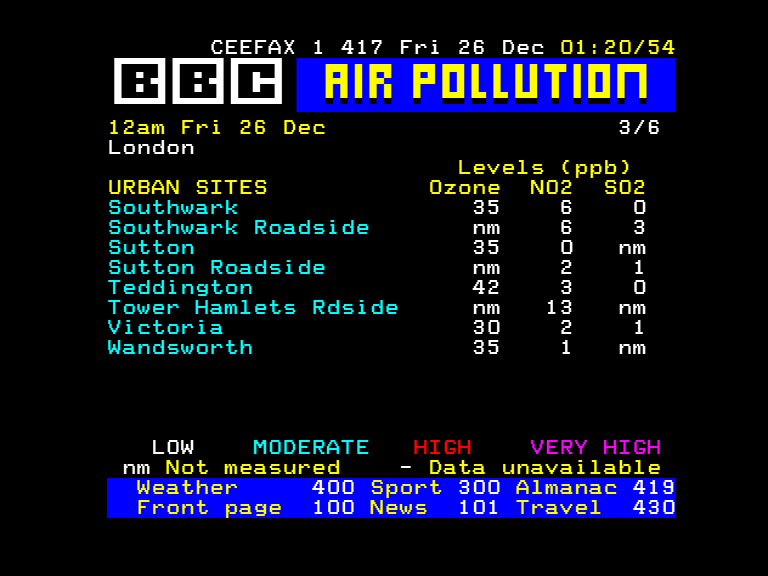 CEEFAX 1 417 Fri 26 Dec 01:20/54
BBC AIR POLLUTION
12am Fri 26 Dec 3/6
London
Levels (ppb)
URBAN SITES Ozone NO2 SO2
Southwark 35 6 0
Southwark Roadside nm 6 3
Sutton 35 0 nm
Sutton Roadside nm 2 1
Teddington 42 3 0
Tower Hamlets Rdside nm 13 nm
Victoria 30 2 1
Wandsworth 35 1 nm
LOW MODERATE HIGH VERY HIGH
nm Not measured - Data unavailable
Weather 400 Sport 300 Almanac 419
Front page 100 News 101 Travel 430